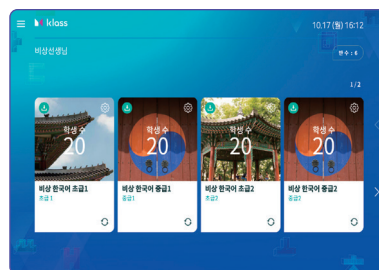 klass
10.17 (월) 16:12
비상선생님
반 수 : 6
1/2
학생 수
20
비상 한국어 초급1
초급 1
학생 수
20
비상 한국어 중급1
중급1
학생 수
20
비상 한국어 초급2
초급2
학생 수
20
비상 한국어 중급2
중급2